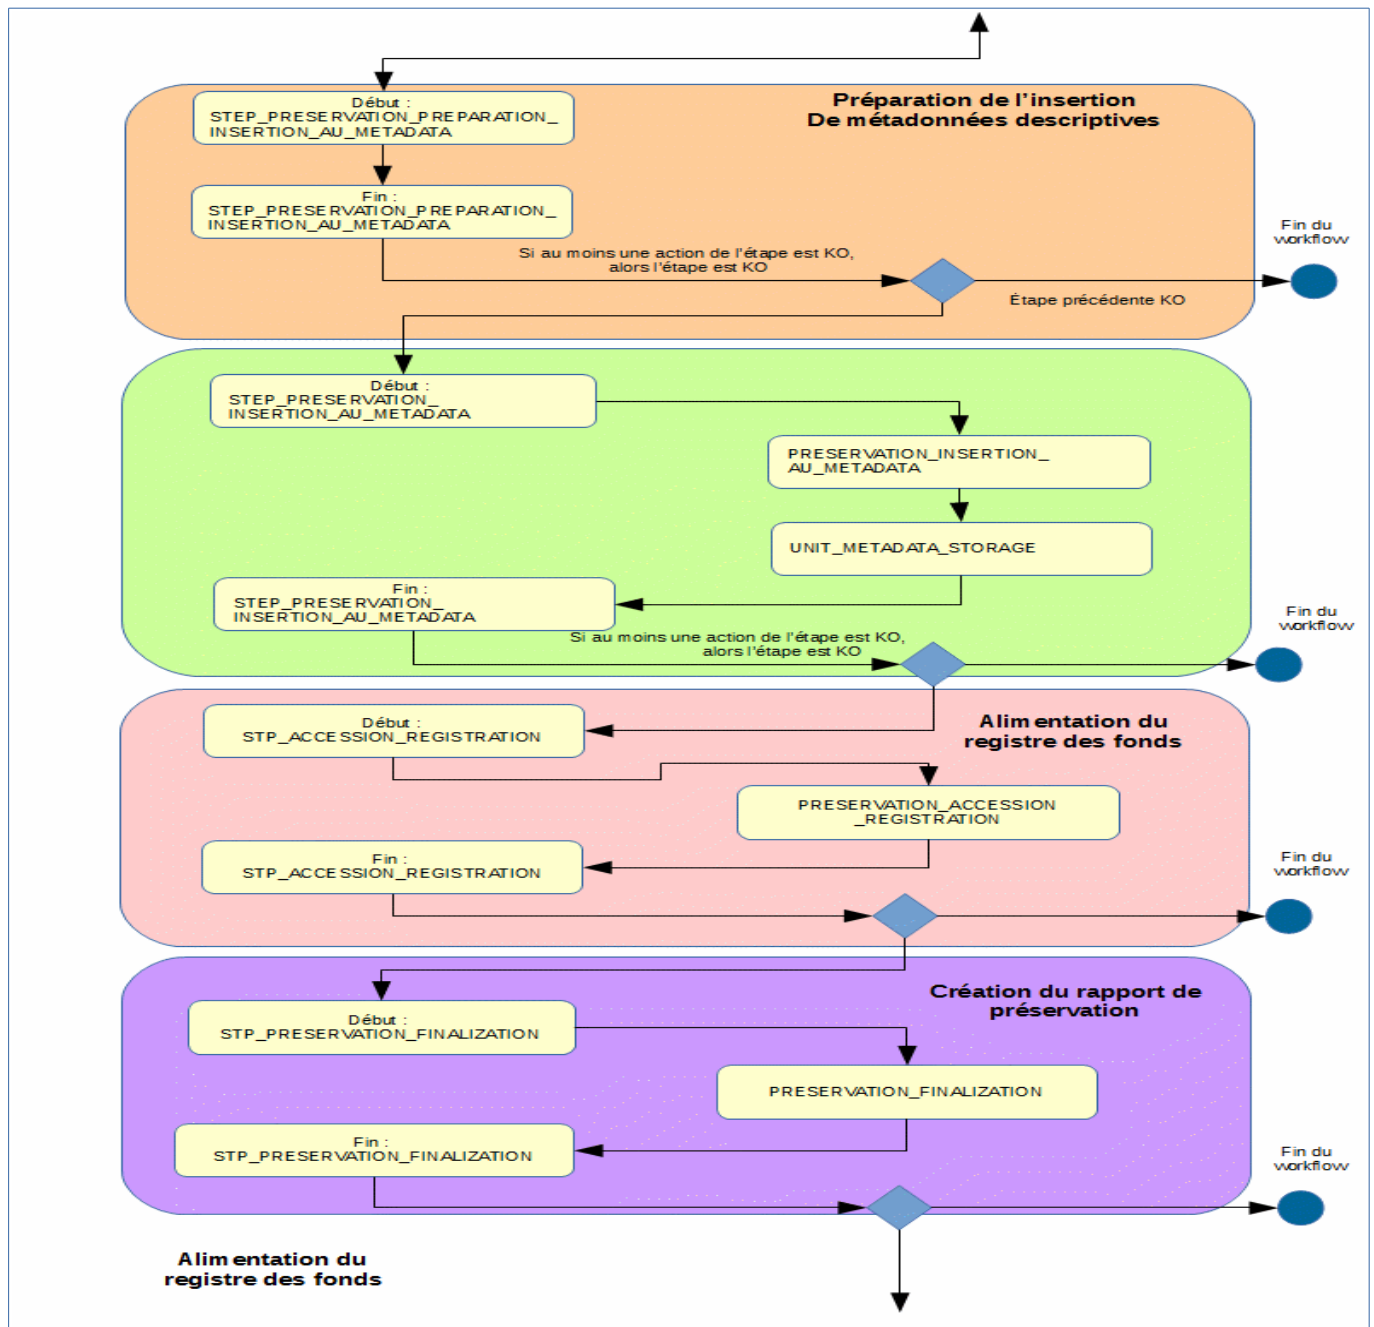 Préparation de l'insertion
De métadonnées descriptives
Début :
STEP_PRESERVATION_PREPARATION_
INSERTION_AU_METADATA
Fin :
STEP_PRESERVATION_PREPARATION_
INSERTION_AU_METADATA
Si au moins une action de l'étape est KO,
alors l'étape est KO
Étape précédente KO
Fin du
workflow
Début :
STEP_PRESERVATION_
INSERTION_AU_METADATA
PRESERVATION_INSERTION_
AU_METADATA
UNIT_METADATA_STORAGE
Fin :
STEP_PRESERVATION_
INSERTION_AU_METADATA
Si au moins une action de l'étape est KO,
alors l'étape est KO
Fin du
workflow
Alimentation du
registre des fonds
Début :
STP_ACCESSION_REGISTRATION
PRESERVATION_ACCESSION
_REGISTRATION
Fin :
STP_ACCESSION_REGISTRATION
Fin du
workflow
Création du rapport de
préservation
Début :
STP_PRESERVATION_FINALIZATION
PRESERVATION_FINALIZATION
Fin :
STP_PRESERVATION_FINALIZATION
Fin du
workflow
Alimentation du
registre des fonds